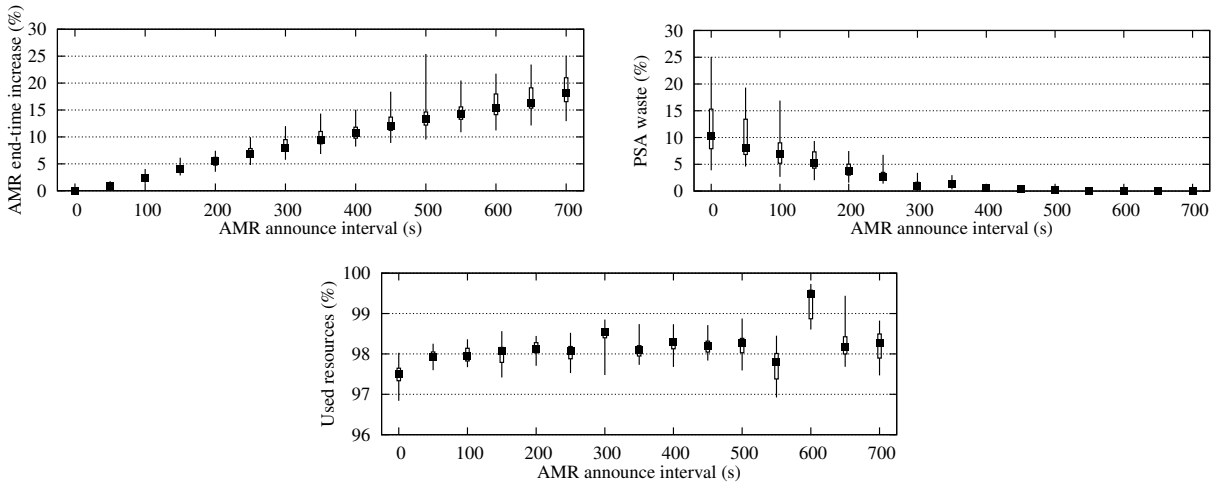 AMR end-time increase (%)
30
25
20
15
10
5
0
0 100 200 300 400 500 600 700
AMR announce interval (s)
PSA waste (%)
30
25
20
15
10
5
0
0 100 200 300 400 500 600 700
AMR announce interval (s)
Used resources (%)
100
99
98
97
96
0 100 200 300 400 500 600 700
AMR announce interval (s)